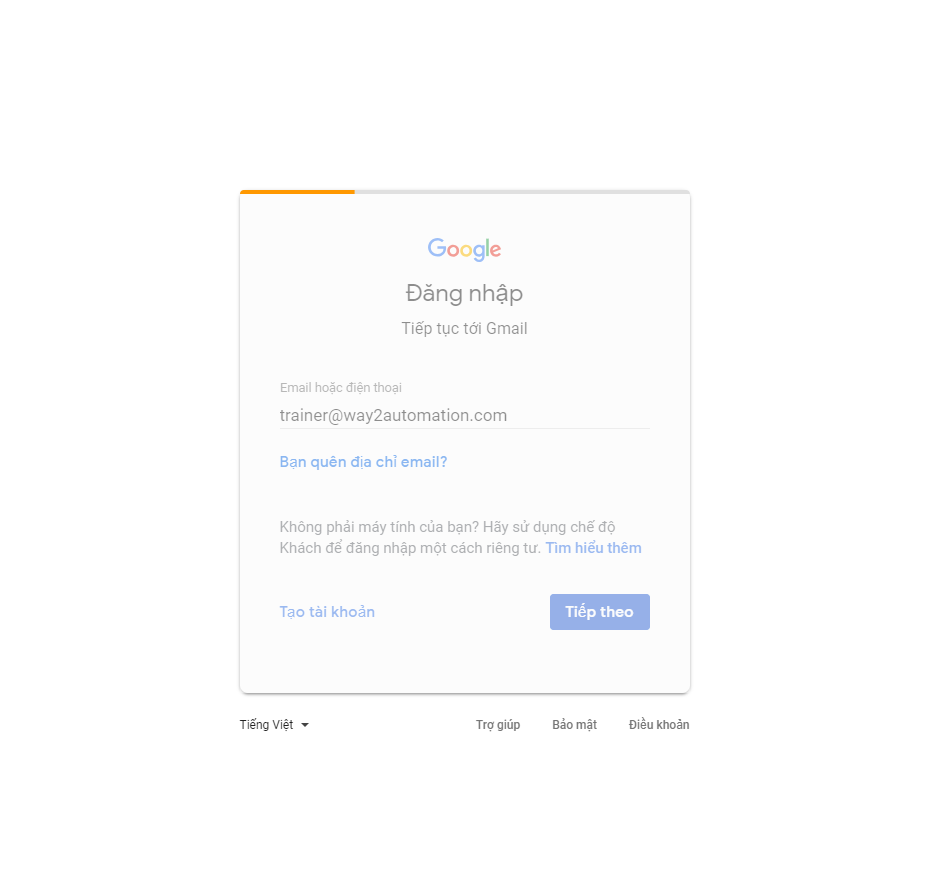 Google
Đăng nhập
Tiếp tục tới Gmail
Email hoặc điện thoại
trainer@way2automation.com
Bạn quên địa chỉ email?
Không phải máy tính của bạn? Hãy sử dụng chế độ
Khách để đăng nhập một cách riêng tư. Tìm hiểu thêm
Tạo tài khoản
Tiếp theo
Tiếng Việt
Trợ giúp
Bảo mật
Điều khoản